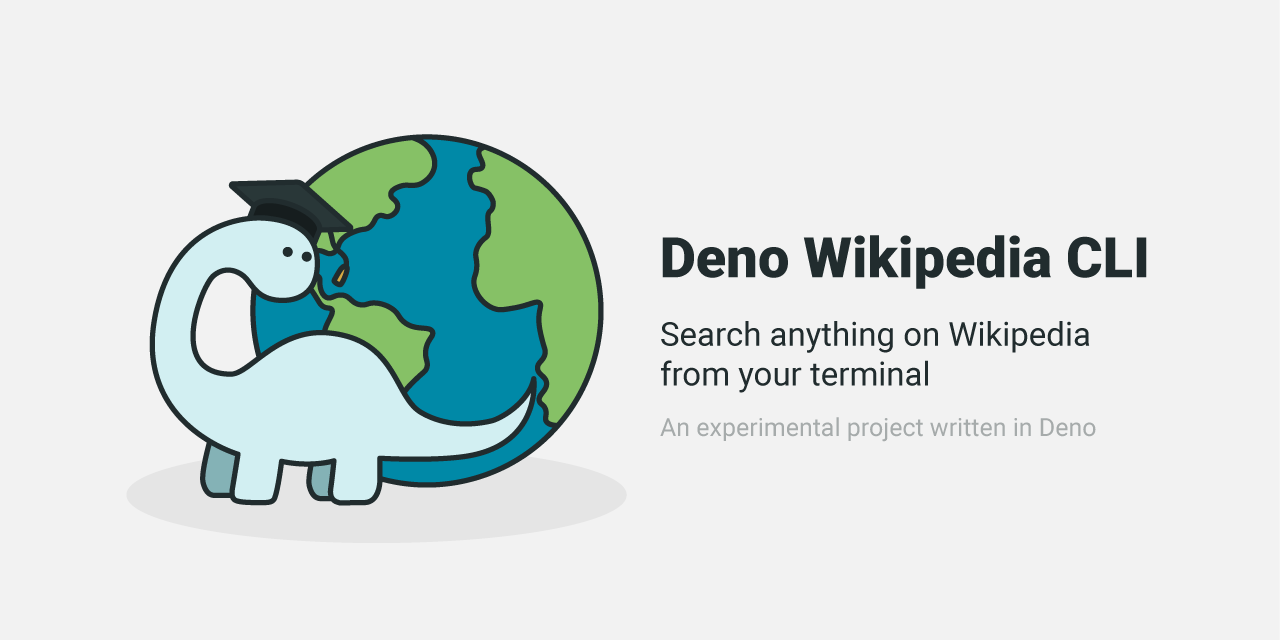 Deno Wikipedia CLI
Search anything on Wikipedia
from your terminal
An experimental project written in Deno